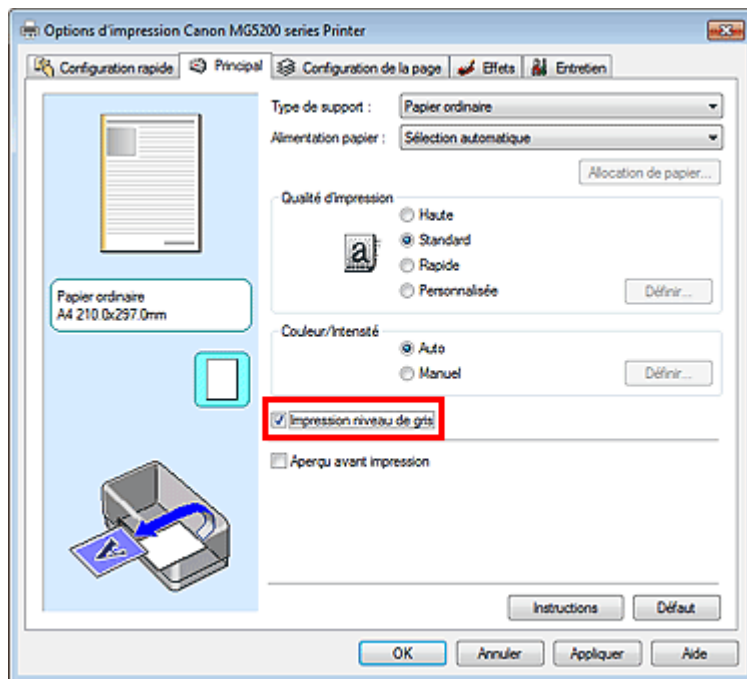 Options d'impression Canon MG5200 series Printer
Configuration rapide
Principal
Configuration de la page
Effets
Entretien
Type de support :
Papier ordinaire
Alimentation papier :
Sélection automatique
Allocation de papier...
Qualité d'impression
Haute
Standard
Rapide
Personnalisée
Définir...
a
Papier ordinaire
A4 210.0x297.0mm
Couleur/Intensité
Auto
Manuel
Définir...
Impression niveau de gris
Aperçu avant impression
Instructions
Défaut
OK
Annuler
Appliquer
Aide